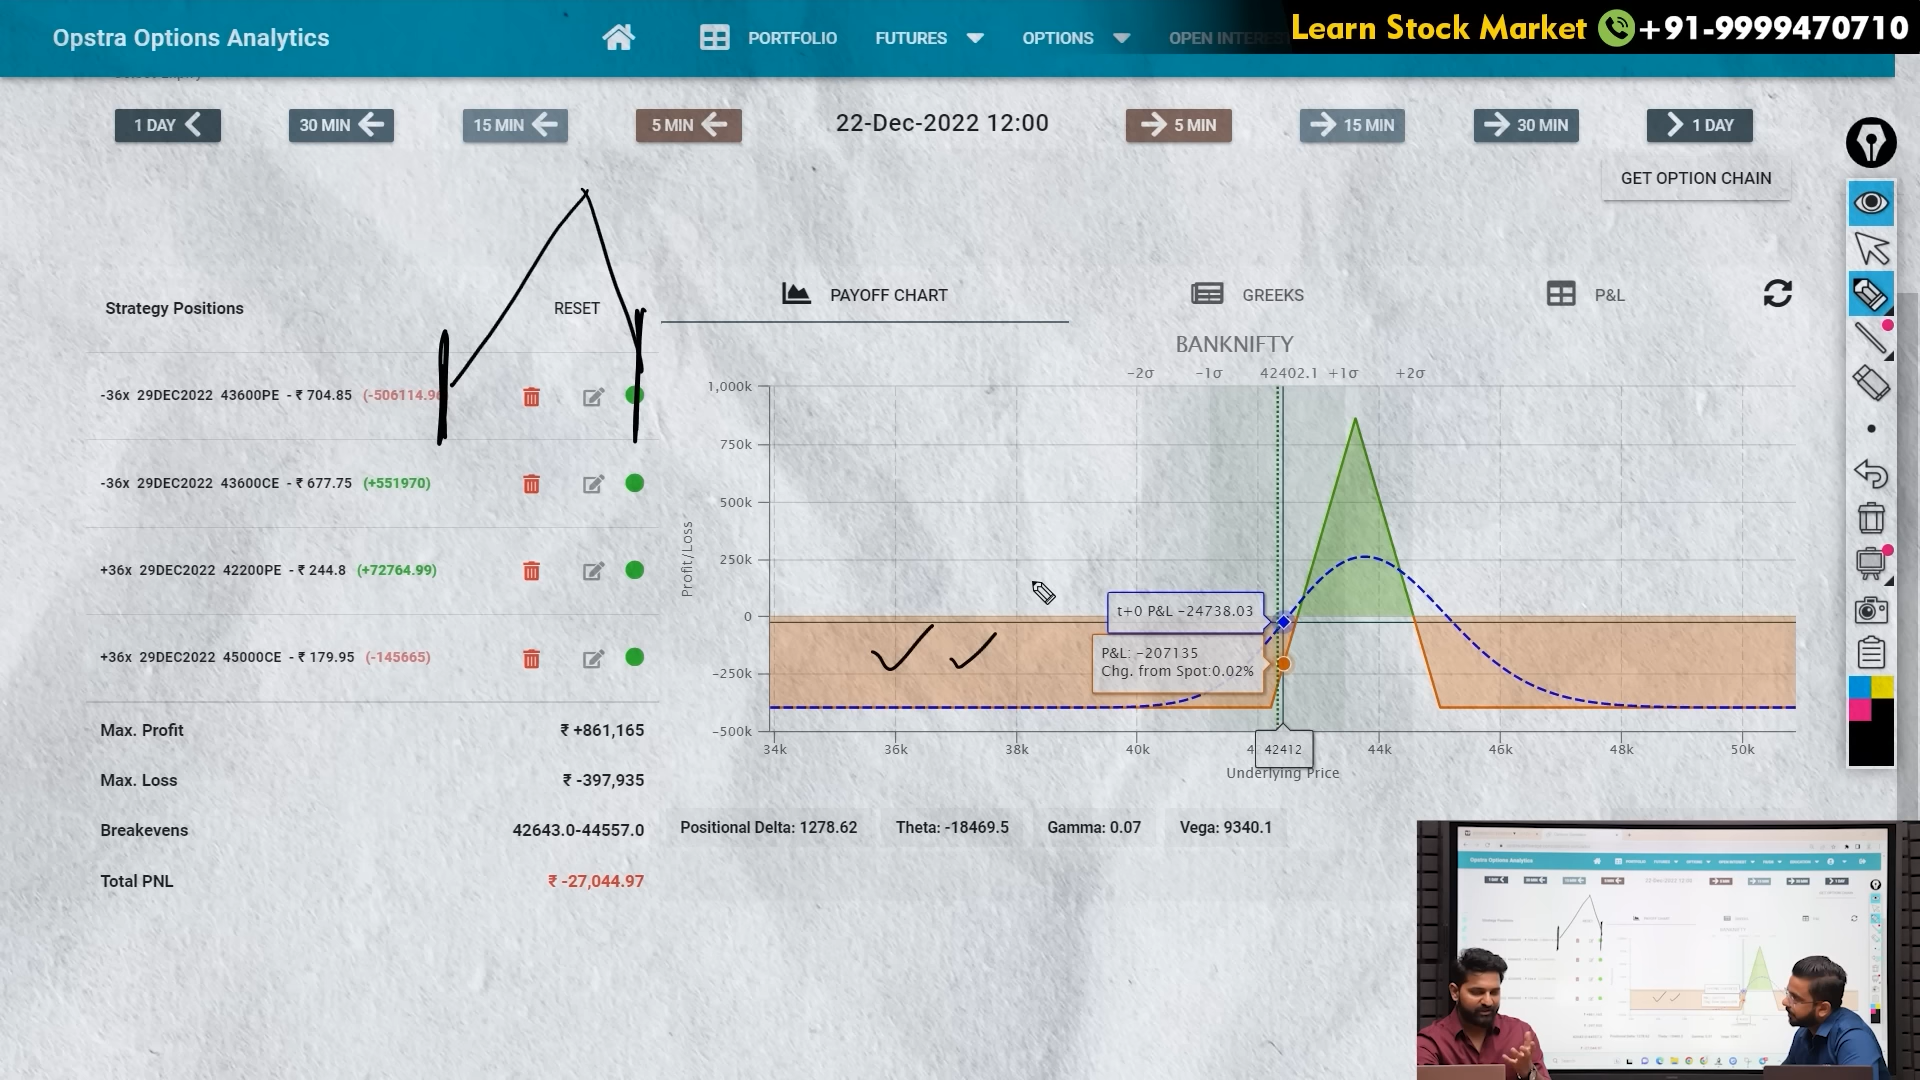 Opstra Options Analytics
PORTFOLIO
FUTURES
OPTIONS
OPEN INTEREST
Learn Stock Market +91-9999470710
1 DAY
30 MIN
15 MIN
5 MIN
22-Dec-2022 12:00
5 MIN
15 MIN
30 MIN
1 DAY
GET OPTION CHAIN
Strategy Positions
RESET
-36x 29DEC2022 43600PE - ₹ 704.85 (-506114.9
-36x 29DEC2022 43600CE - ₹ 677.75 (+551970)
+36x 29DEC2022 42200PE - ₹ 244.8 (+72764.99)
+36x 29DEC2022 45000CE - ₹ 179.95 (-145665)
Max. Profit ₹ +861,165
Max. Loss ₹ -397,935
Breakevens 42643.0-44557.0
Total PNL ₹ -27,044.97
PAYOFF CHART
GREEKS
P&L
BANKNIFTY
-2σ -1σ 42402.1 +1σ +2σ
1,000k
750k
500k
250k
0
-250k
-500k
Profit/Loss
t+0 P&L -24738.03
P&L: -207135
Chg. from Spot:0.02%
34k 36k 38k 40k 42412 44k 46k 48k 50k
Underlying Price
Positional Delta: 1278.62 Theta: -18469.5 Gamma: 0.07 Vega: 9340.1